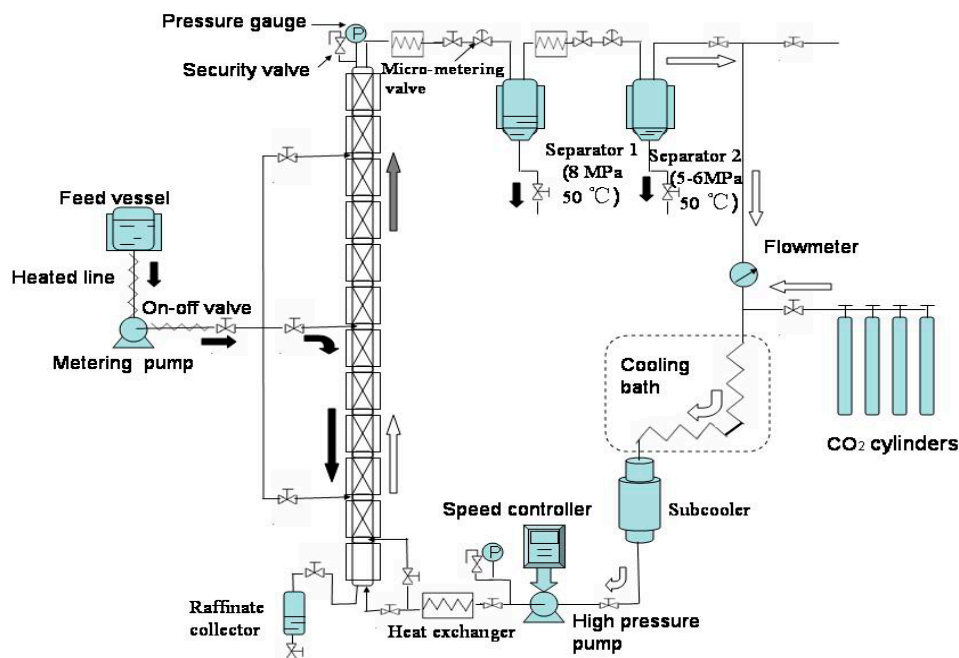 Pressure gauge
P
Security valve
Micro-metering
valve
Separator 1
(8 MPa
50 ℃)
Separator 2
(5-6MPa
50 ℃)
Feed vessel
Heated line
On-off valve
Metering pump
Flowmeter
Cooling
bath
CO₂ cylinders
Subcooler
Speed controller
P
Raffinate
collector
Heat exchanger
High pressure
pump